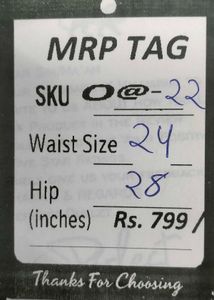 MRP TAG
SKU O@-22
Waist Size 24
Hip 28
(inches) Rs. 799/
Thanks For Choosing